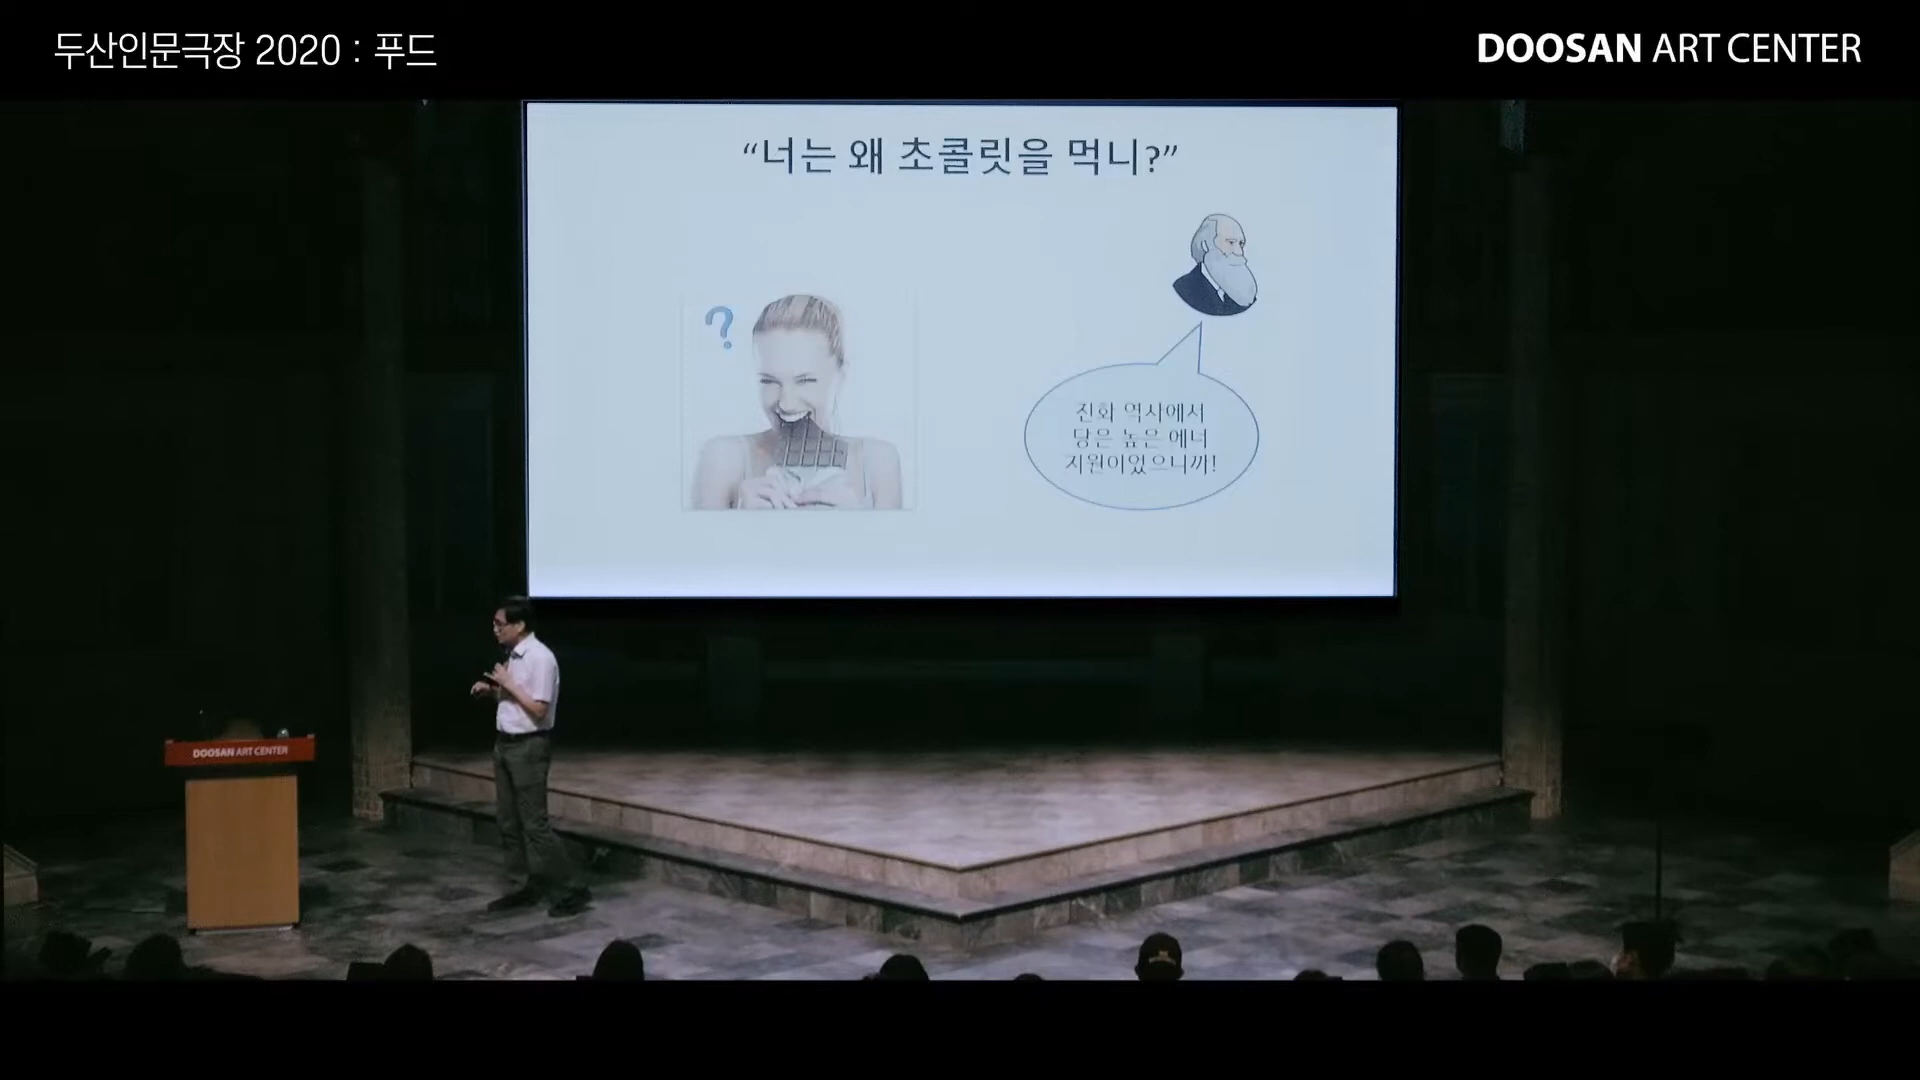 두산인문극장 2020 : 푸드
DOOSAN ART CENTER
“너는 왜 초콜릿을 먹니?”
?
진화 역사에서
당은 높은 에너
지원이었으니까!
DOOSAN ART CENTER